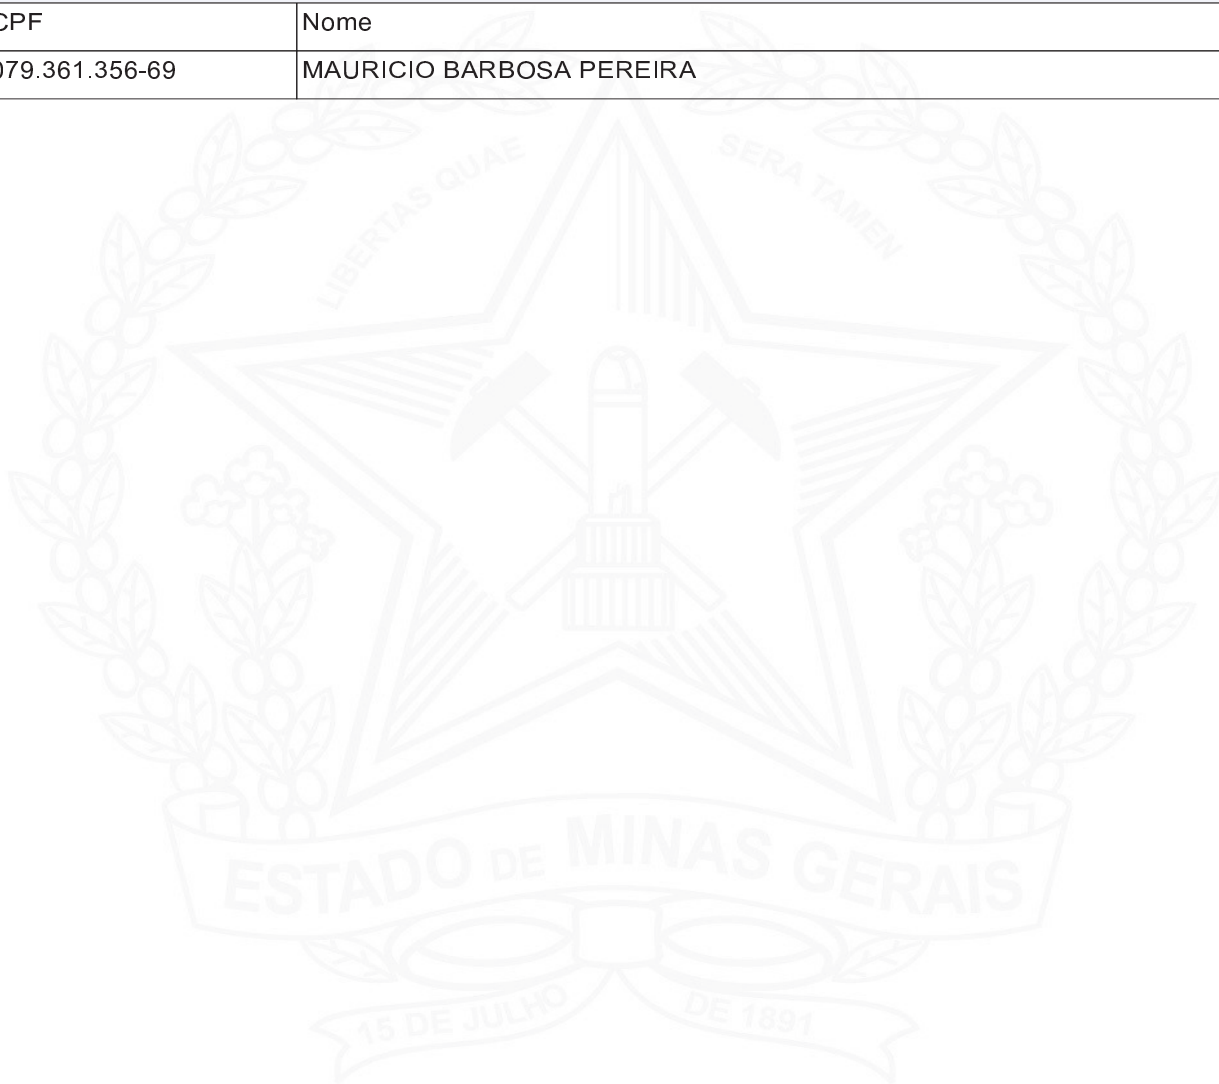 CPF Nome
079.361.356-69 MAURICIO BARBOSA PEREIRA
LIBERTAS QUAE SERA TAMEN
ESTADO DE MINAS GERAIS
15 DE JULHO DE 1891